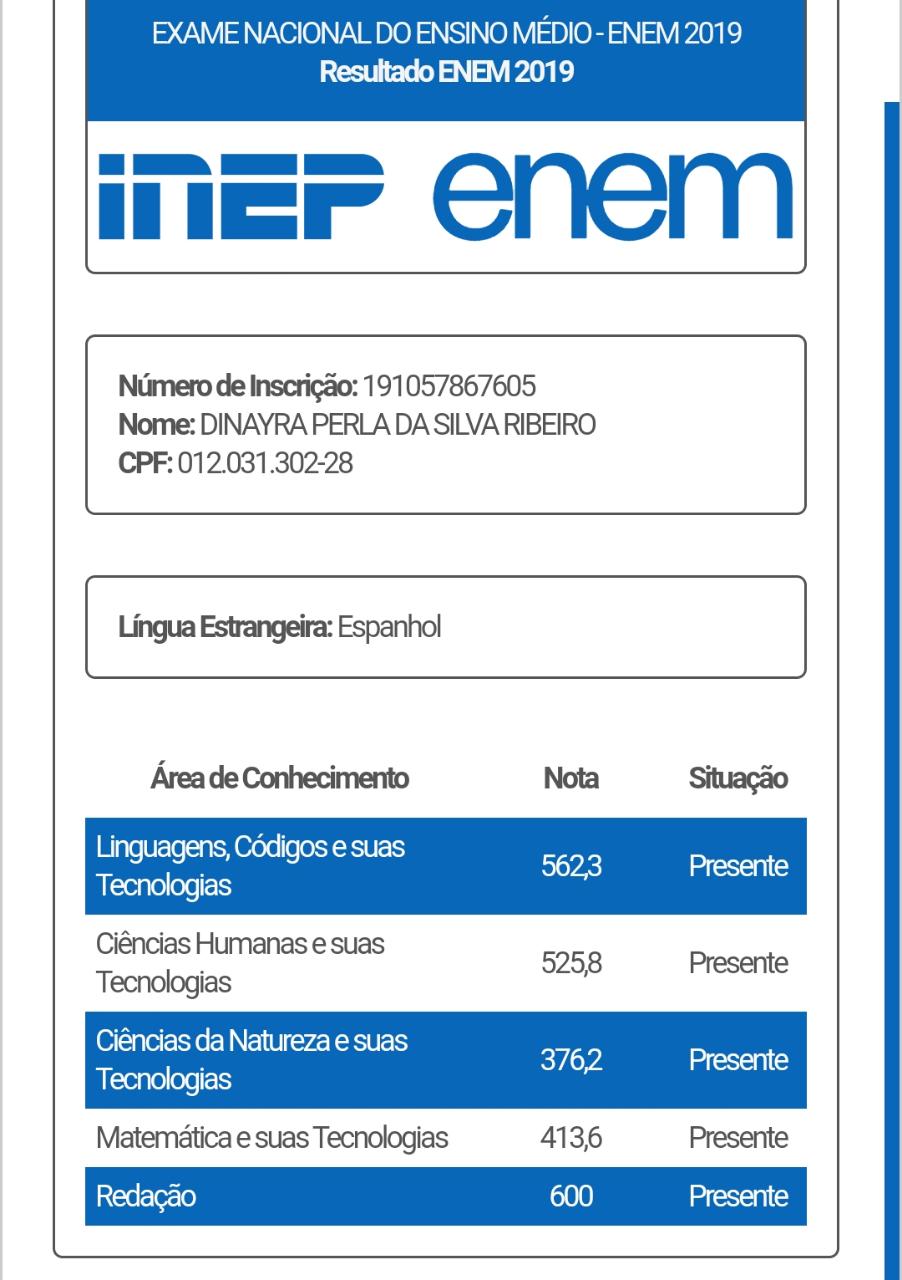 EXAME NACIONAL DO ENSINO MÉDIO - ENEM 2019
Resultado ENEM 2019
inep enem
Número de Inscrição: 191057867605
Nome: DINAYRA PERLA DA SILVA RIBEIRO
CPF: 012.031.302-28
Língua Estrangeira: Espanhol
Área de Conhecimento Nota Situação
Linguagens, Códigos e suas
Tecnologias 562,3 Presente
Ciências Humanas e suas
Tecnologias 525,8 Presente
Ciências da Natureza e suas
Tecnologias 376,2 Presente
Matemática e suas Tecnologias 413,6 Presente
Redação 600 Presente